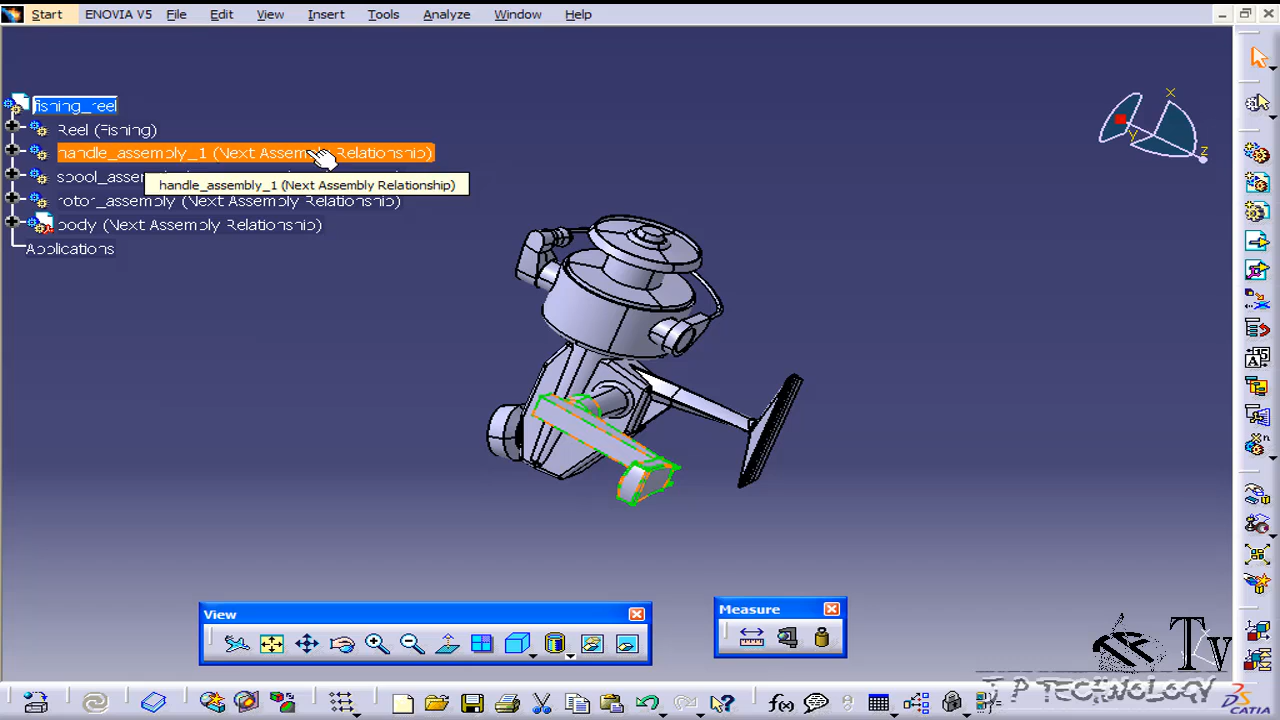 Start ENOVIA V5 File Edit View Insert Tools Analyze Window Help
fishing_reel
Reel (Fishing)
handle_assembly_1 (Next Assembly Relationship)
handle_assembly_1 (Next Assembly Relationship)
rotor_assembly (Next Assembly Relationship)
body (Next Assembly Relationship)
Applications
X
Y
Z
View
Measure
Tv
T P TECHNOLOGY
CATIA